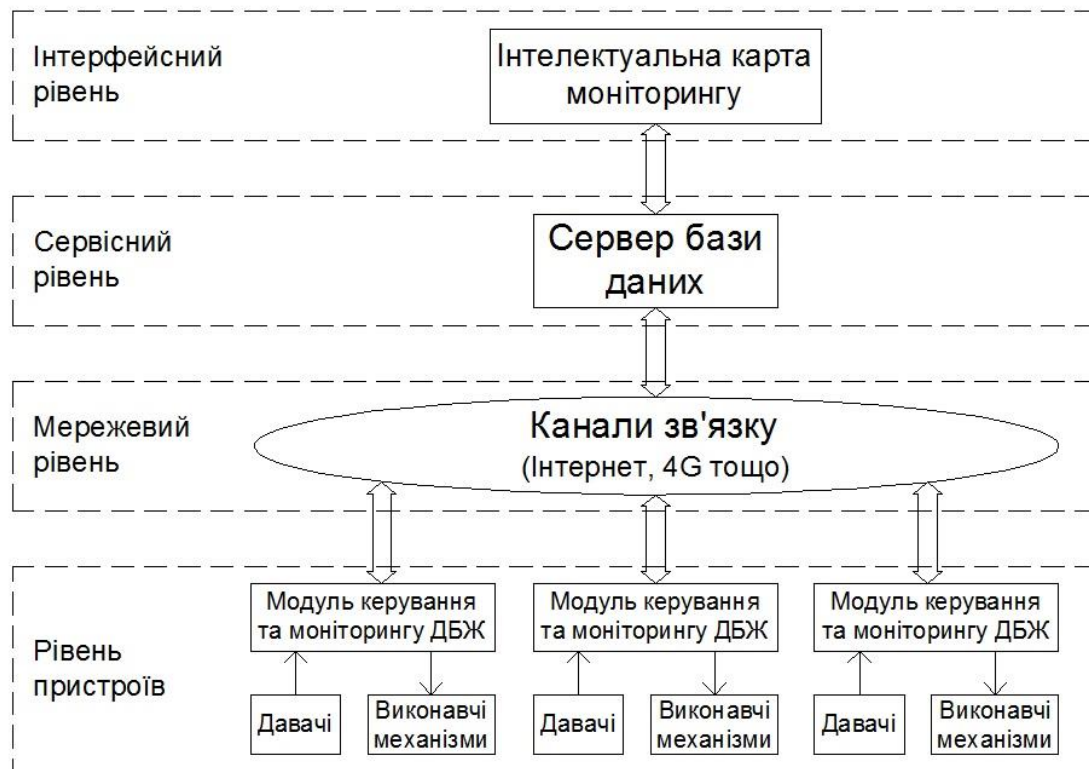 Інтерфейсний
рівень
Інтелектуальна карта
моніторингу
Сервісний
рівень
Сервер бази
даних
Мережевий
рівень
Канали зв'язку
(Інтернет, 4G тощо)
Рівень
пристроїв
Модуль керування
та моніторингу ДБЖ
Давачі
Виконавчі
механізми
Модуль керування
та моніторингу ДБЖ
Давачі
Виконавчі
механізми
Модуль керування
та моніторингу ДБЖ
Давачі
Виконавчі
механізми